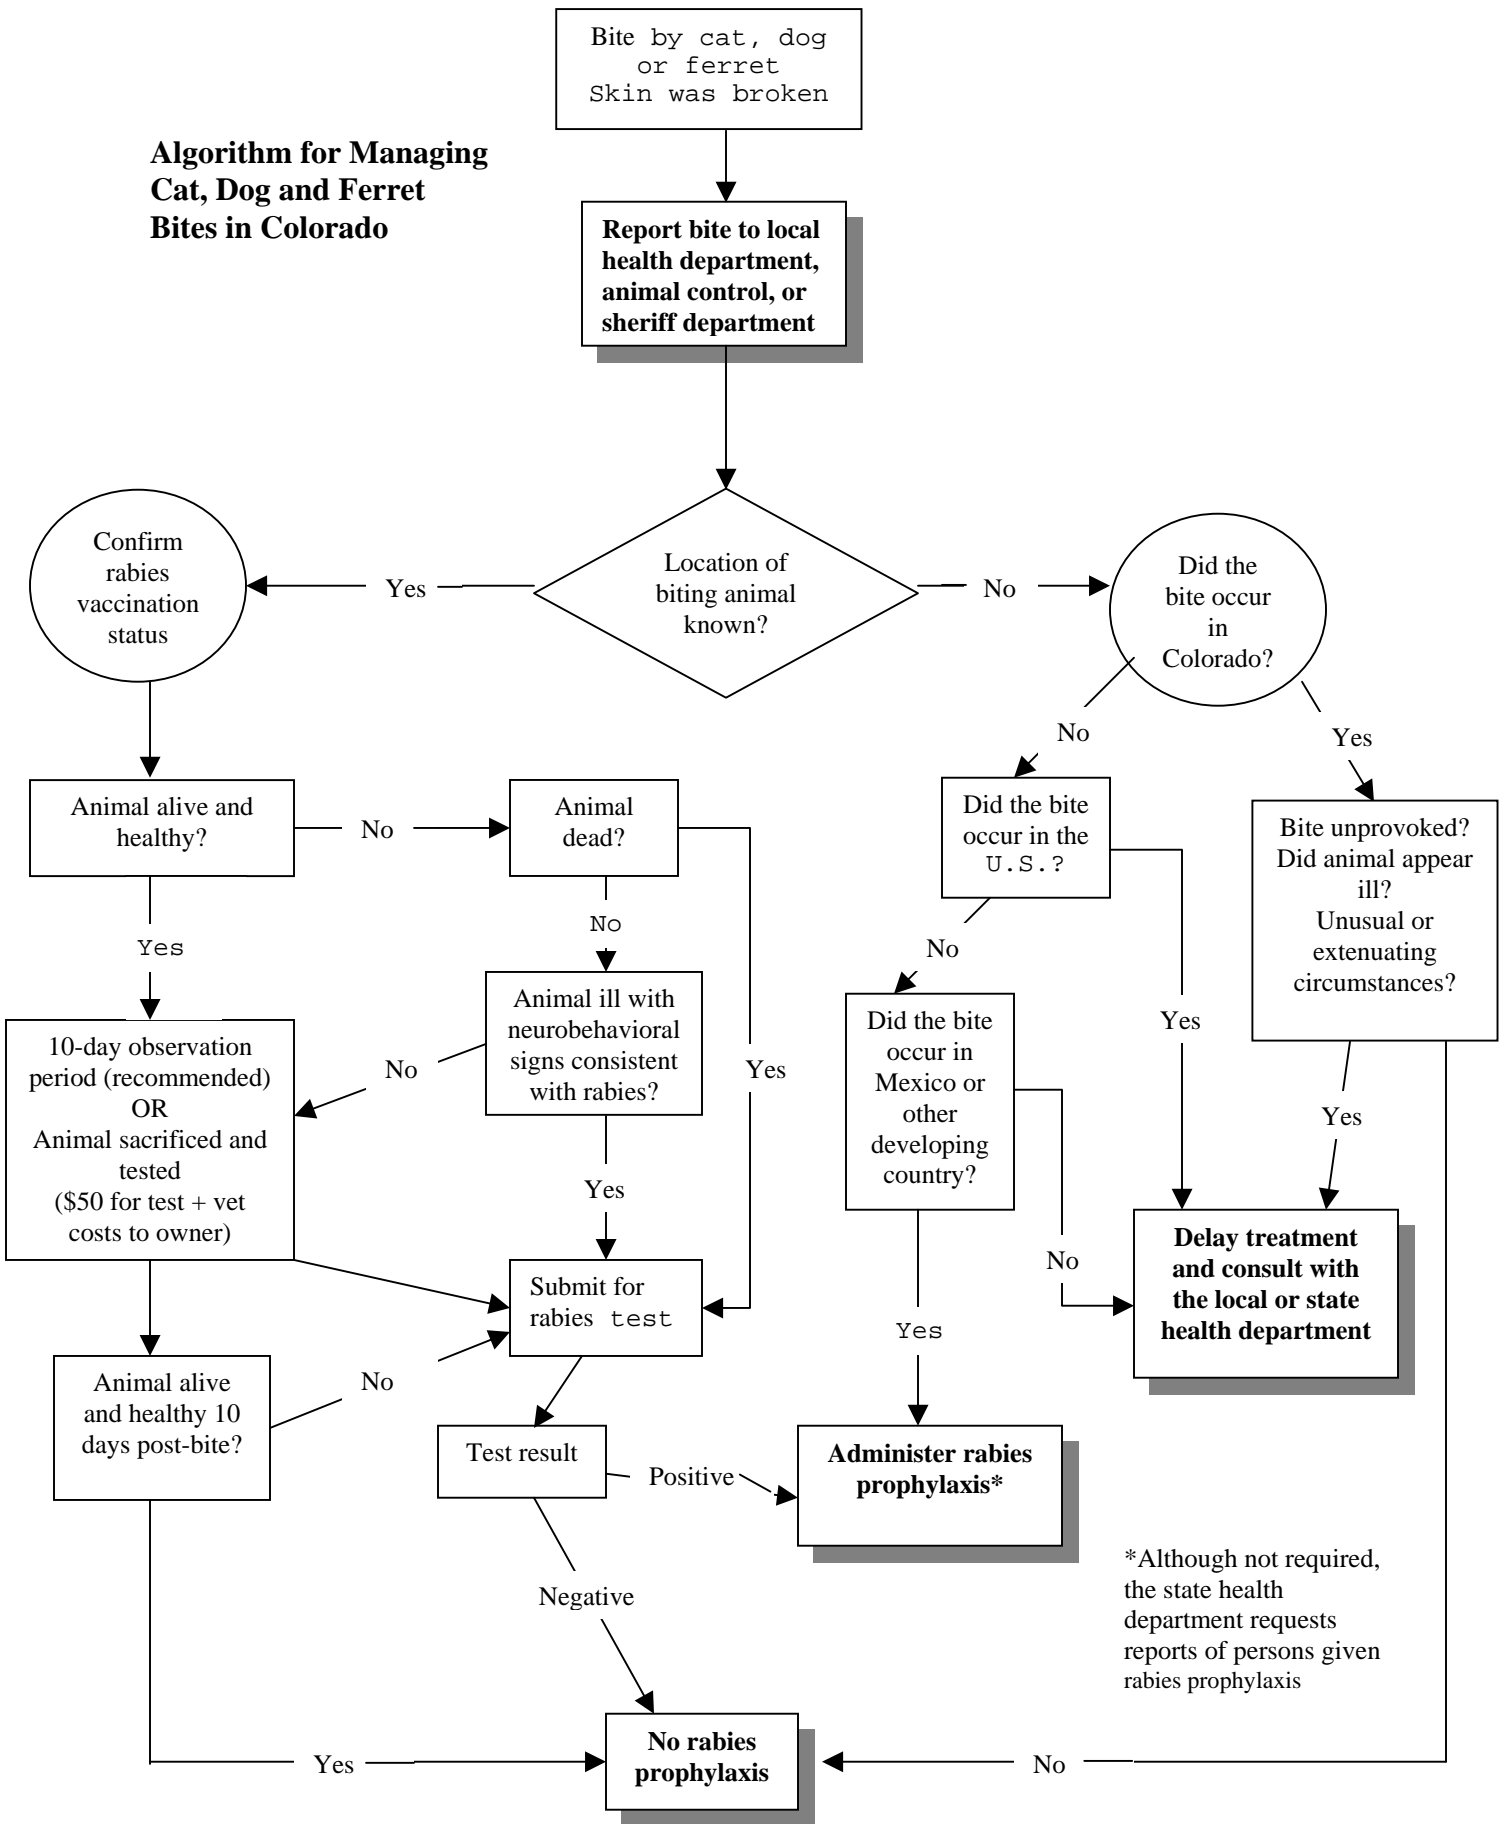 Bite by cat, dog
or ferret
Skin was broken
Algorithm for Managing
Cat, Dog and Ferret
Bites in Colorado
Report bite to local
health department,
animal control, or
sheriff department
Confirm
rabies
vaccination
status
Yes
Location of
biting animal
known?
No
Did the
bite occur
in
Colorado?
No
Yes
Animal alive and
healthy?
No
Animal
dead?
Did the bite
occur in the
U.S.?
Bite unprovoked?
Did animal appear
ill?
Unusual or
extenuating
circumstances?
Yes
No
No
Yes
10-day observation
period (recommended)
OR
Animal sacrificed and
tested
($50 for test + vet
costs to owner)
No
Animal ill with
neurobehavioral
signs consistent
with rabies?
Yes
Did the bite
occur in
Mexico or
other
developing
country?
Yes
Yes
No
Delay treatment
and consult with
the local or state
health department
Submit for
rabies test
Yes
Animal alive
and healthy 10
days post-bite?
No
Test result
Positive
Administer rabies
prophylaxis*
Negative
*Although not required,
the state health
department requests
reports of persons given
rabies prophylaxis
Yes
No rabies
prophylaxis
No